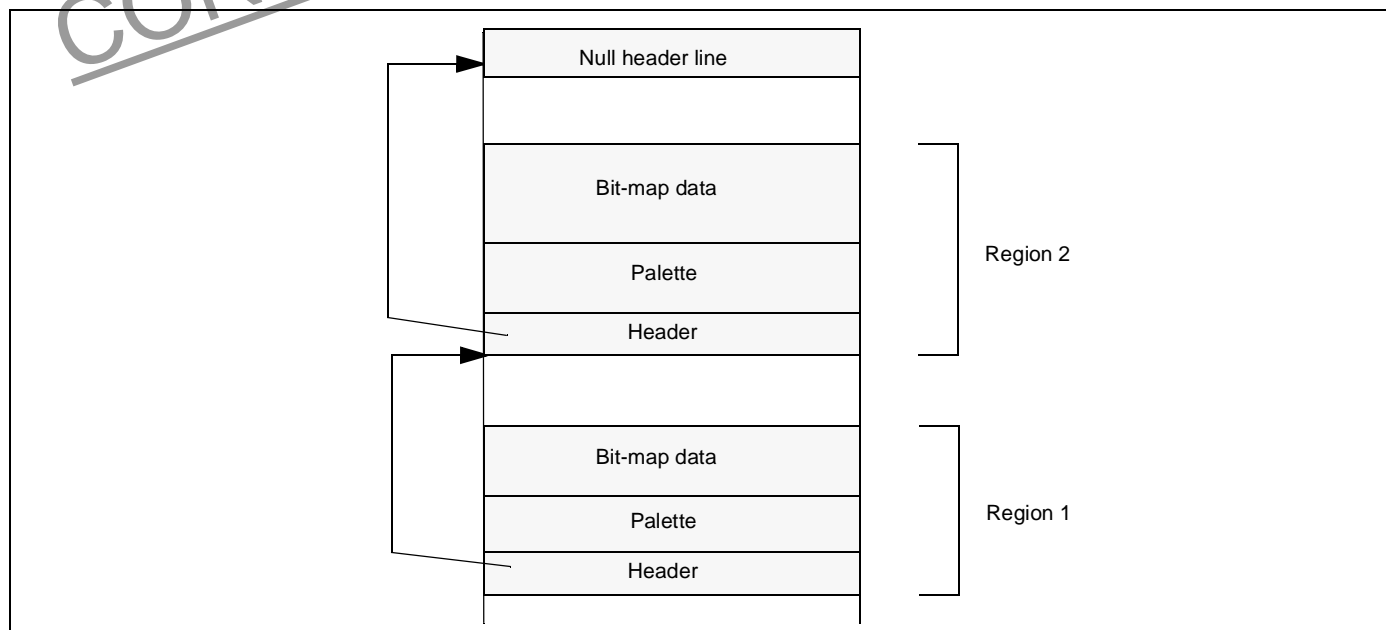 Null header line
Bit-map data
Palette
Header
Region 2
Bit-map data
Palette
Header
Region 1